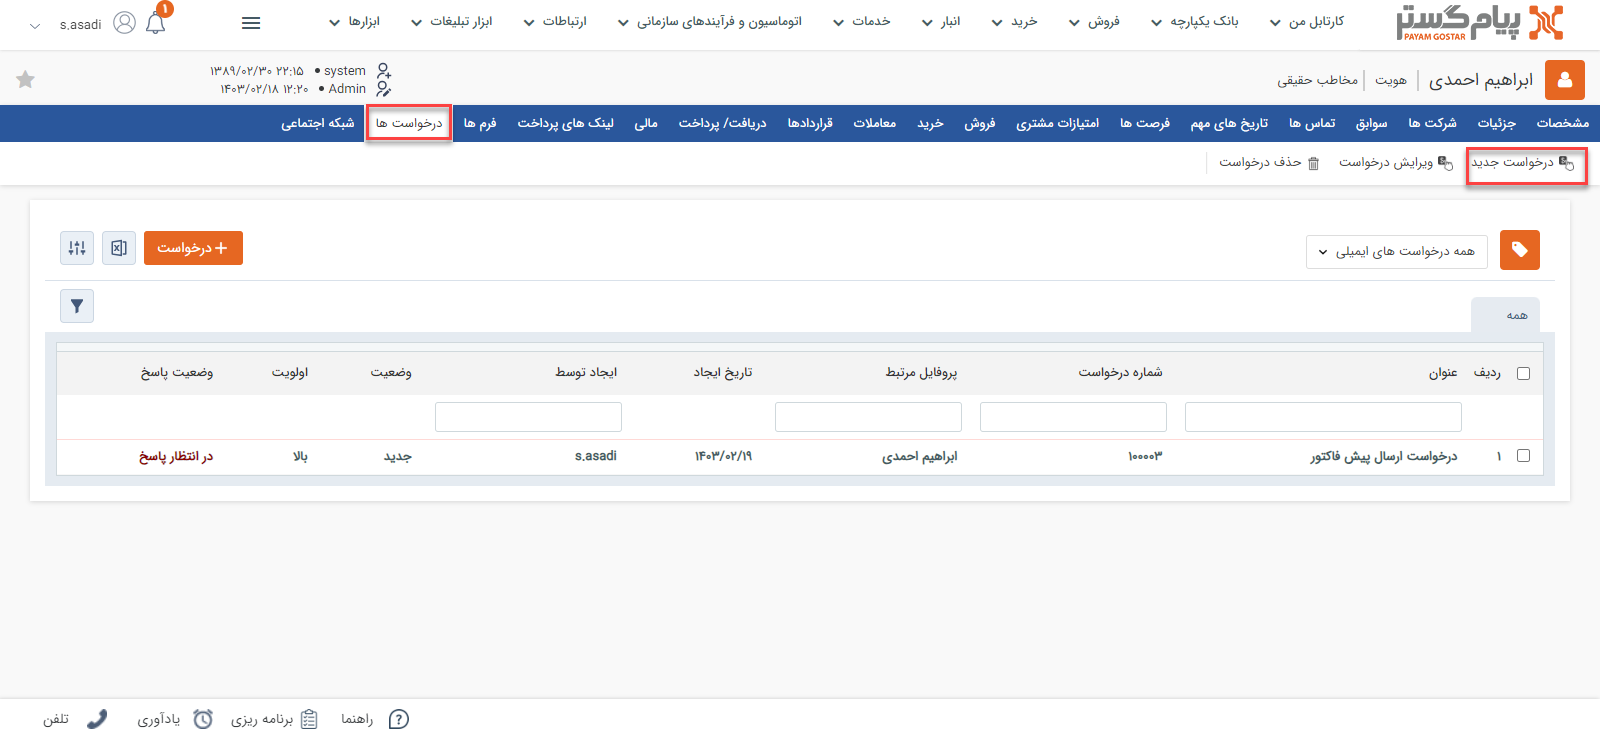 پیام‌گستر
PAYAM GOSTAR
کارتابل من
بانک یکپارچه
فروش
خرید
انبار
خدمات
اتوماسیون و فرآیندهای سازمانی
ارتباطات
ابزار تبلیغات
ابزارها
۱
s.asadi
ابراهیم احمدی | هویت | مخاطب حقیقی
system • ۱۳۸۹/۰۲/۳۰ ۲۲:۱۵
Admin • ۱۴۰۳/۰۲/۱۸ ۱۲:۲۰
مشخصات جزئیات شرکت ها سوابق تماس ها تاریخ های مهم فرصت ها امتیازات مشتری فروش خرید معاملات قراردادها دریافت/ پرداخت مالی لینک های پرداخت فرم ها درخواست ها شبکه اجتماعی
درخواست جدید ویرایش درخواست حذف درخواست
همه درخواست های ایمیلی
+ درخواست
همه
ردیف عنوان شماره درخواست پروفایل مرتبط تاریخ ایجاد ایجاد توسط وضعیت اولویت وضعیت پاسخ
۱ درخواست ارسال پیش فاکتور ۱۰۰۰۰۳ ابراهیم احمدی ۱۴۰۳/۰۲/۱۹ s.asadi جدید بالا در انتظار پاسخ
راهنما برنامه ریزی یادآوری تلفن